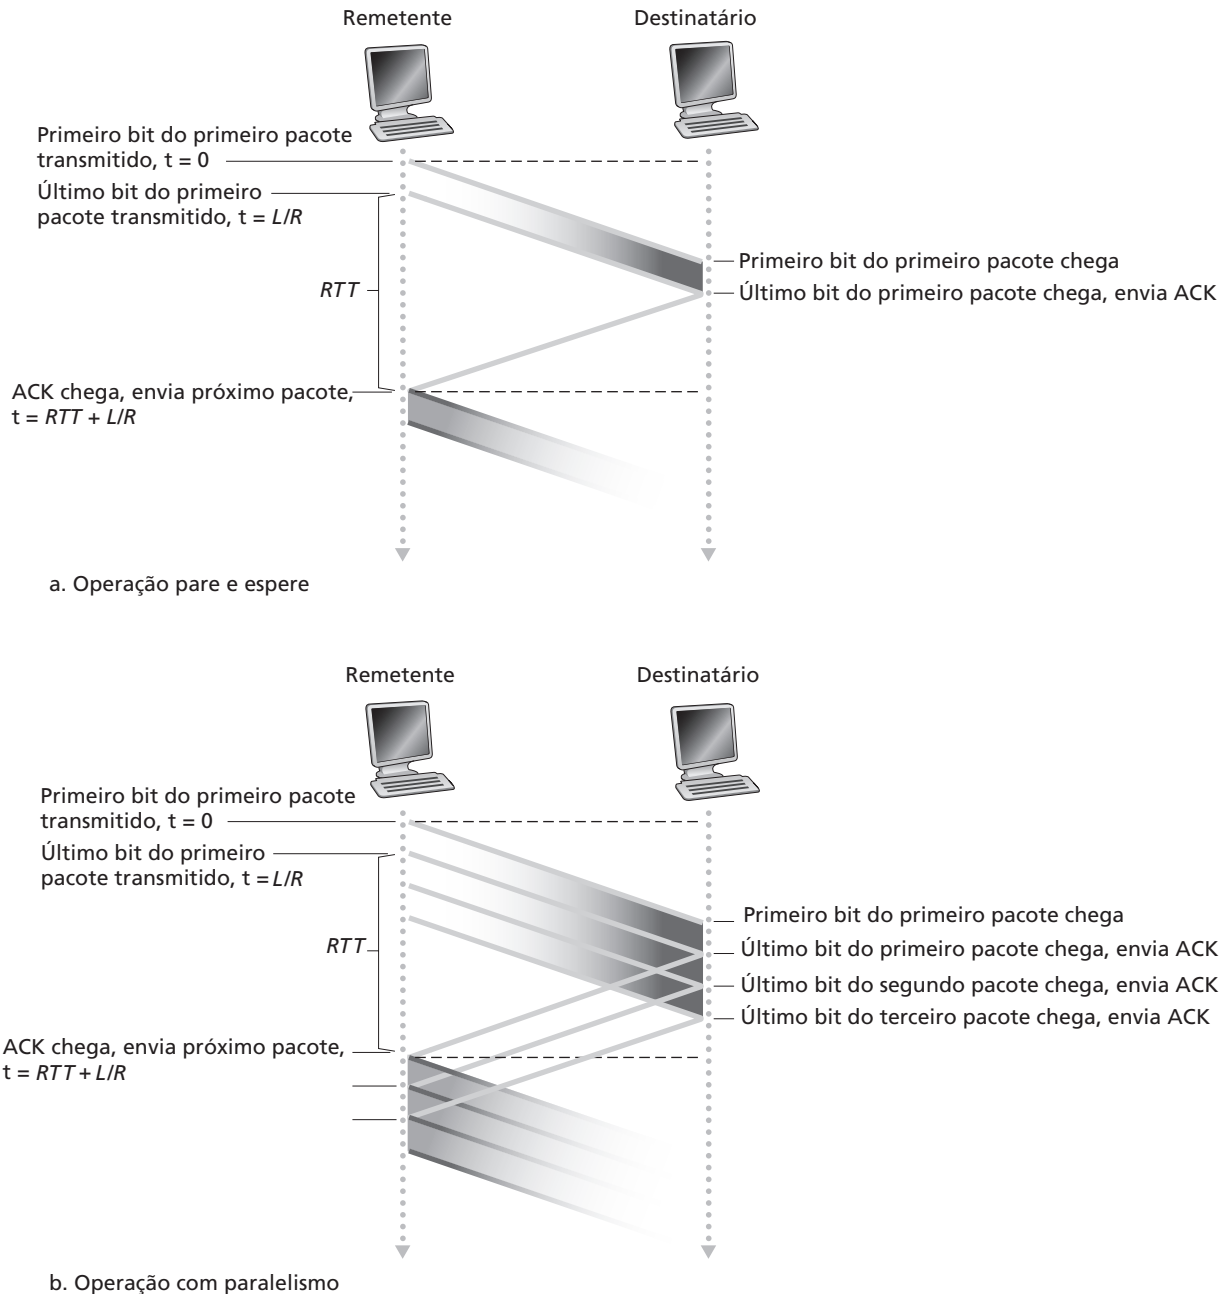 Remetente
Destinatário
Primeiro bit do primeiro pacote
transmitido, t = 0
Último bit do primeiro
pacote transmitido, t = L/R
Primeiro bit do primeiro pacote chega
RTT
Último bit do primeiro pacote chega, envia ACK
ACK chega, envia próximo pacote,
t = RTT + L/R
a. Operação pare e espere
Remetente
Destinatário
Primeiro bit do primeiro pacote
transmitido, t = 0
Último bit do primeiro
pacote transmitido, t = L/R
Primeiro bit do primeiro pacote chega
RTT
Último bit do primeiro pacote chega, envia ACK
Último bit do segundo pacote chega, envia ACK
Último bit do terceiro pacote chega, envia ACK
ACK chega, envia próximo pacote,
t = RTT + L/R
b. Operação com paralelismo